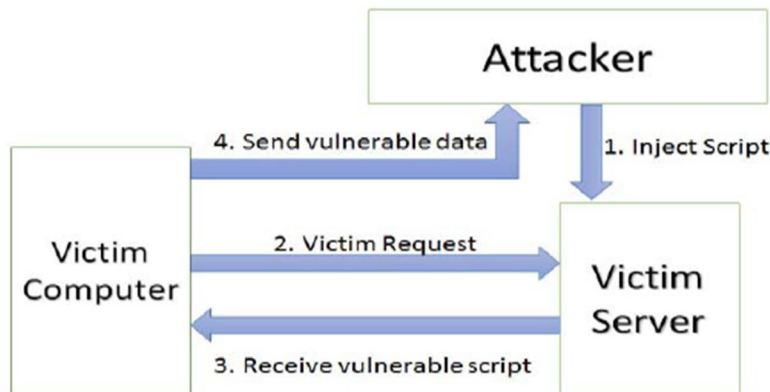 Attacker
4. Send vulnerable data
1. Inject Script
2. Victim Request
Victim
Computer
Victim
Server
3. Receive vulnerable script